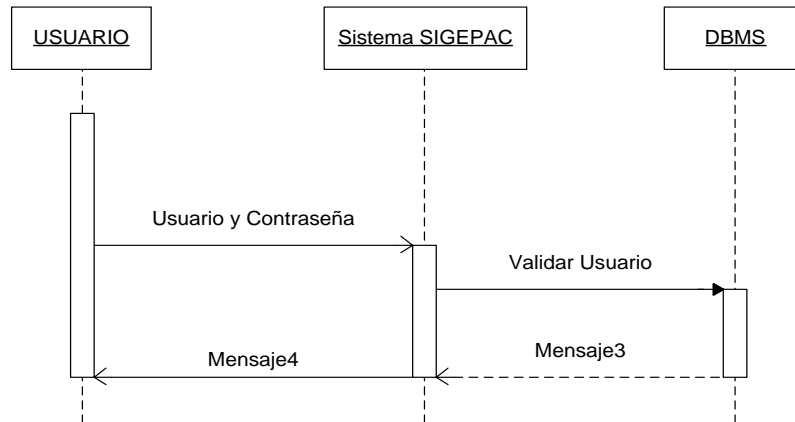 USUARIO
Sistema SIGEPAC
DBMS
Usuario y Contraseña
Validar Usuario
Mensaje3
Mensaje4